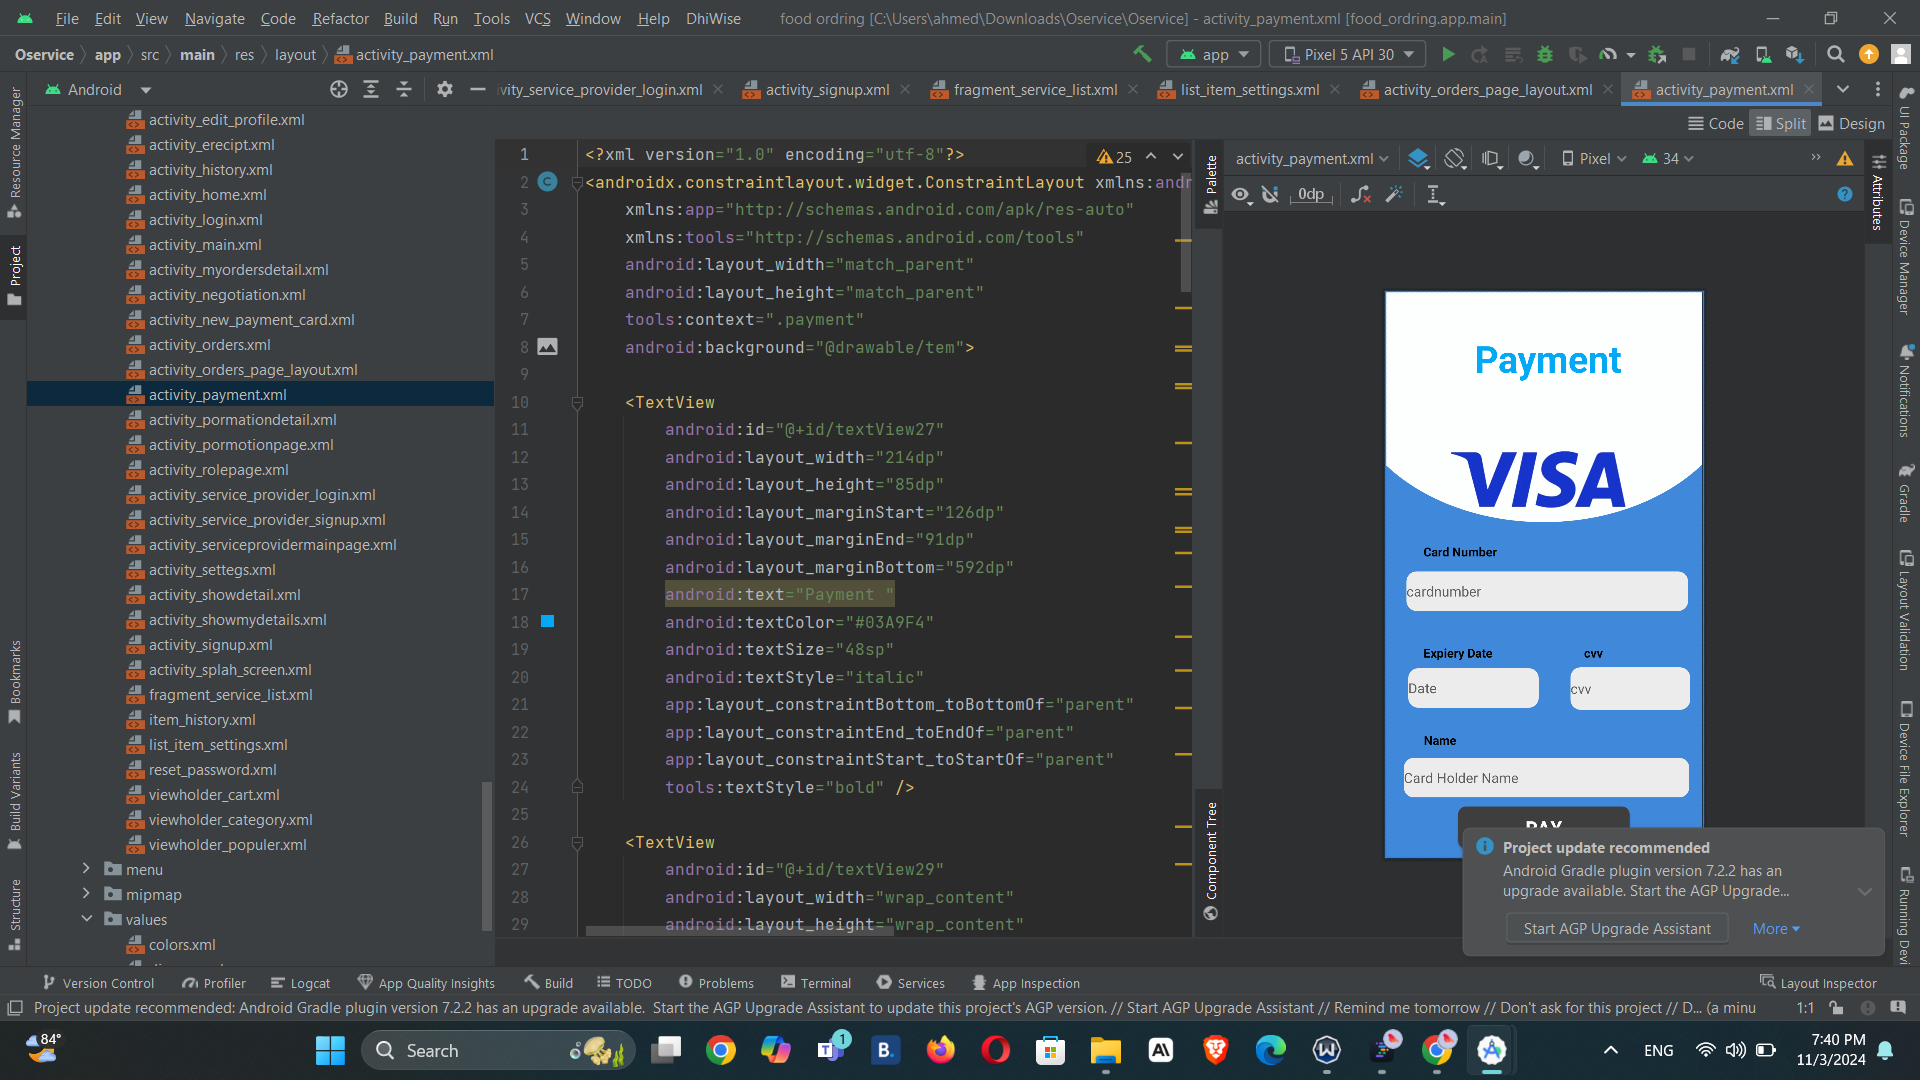 File Edit View Navigate Code Refactor Build Run Tools VCS Window Help DhiWise food ordring [C:\Users\ahmed\Downloads\Oservice\Oservice] - activity_payment.xml [food_ordring.app.main]
Oservice app src main res layout activity_payment.xml app Pixel 5 API 30
Android
vity_service_provider_login.xml activity_signup.xml fragment_service_list.xml list_item_settings.xml activity_orders_page_layout.xml activity_payment.xml
Code Split Design
Resource Manager
Project
Bookmarks
Build Variants
Structure
activity_edit_profile.xml
activity_erecipt.xml
activity_history.xml
activity_home.xml
activity_login.xml
activity_main.xml
activity_myordersdetail.xml
activity_negotiation.xml
activity_new_payment_card.xml
activity_orders.xml
activity_orders_page_layout.xml
activity_payment.xml
activity_pormationdetail.xml
activity_pormotionpage.xml
activity_rolepage.xml
activity_service_provider_login.xml
activity_service_provider_signup.xml
activity_serviceprovidermainpage.xml
activity_settegs.xml
activity_showdetail.xml
activity_showmydetails.xml
activity_signup.xml
activity_splah_screen.xml
fragment_service_list.xml
item_history.xml
list_item_settings.xml
reset_password.xml
viewholder_cart.xml
viewholder_category.xml
viewholder_populer.xml
menu
mipmap
values
colors.xml
25
1 <?xml version="1.0" encoding="utf-8"?>
2 <androidx.constraintlayout.widget.ConstraintLayout xmlns:andr
3 xmlns:app="http://schemas.android.com/apk/res-auto"
4 xmlns:tools="http://schemas.android.com/tools"
5 android:layout_width="match_parent"
6 android:layout_height="match_parent"
7 tools:context=".payment"
8 android:background="@drawable/tem">
9
10 <TextView
11 android:id="@+id/textView27"
12 android:layout_width="214dp"
13 android:layout_height="85dp"
14 android:layout_marginStart="126dp"
15 android:layout_marginEnd="91dp"
16 android:layout_marginBottom="592dp"
17 android:text="Payment "
18 android:textColor="#03A9F4"
19 android:textSize="48sp"
20 android:textStyle="italic"
21 app:layout_constraintBottom_toBottomOf="parent"
22 app:layout_constraintEnd_toEndOf="parent"
23 app:layout_constraintStart_toStartOf="parent"
24 tools:textStyle="bold" />
25
26 <TextView
27 android:id="@+id/textView29"
28 android:layout_width="wrap_content"
29 android:layout_height="wrap_content"
Palette
Component Tree
activity_payment.xml Pixel 34
0dp
Attributes
Payment
VISA
Card Number
cardnumber
Expiery Date cvv
Date cvv
Name
Card Holder Name
PAY
Project update recommended
Android Gradle plugin version 7.2.2 has an
upgrade available. Start the AGP Upgrade...
Start AGP Upgrade Assistant More
UI Package
Device Manager
Notifications
Gradle
Layout Validation
Device File Explorer
Running Devi
Version Control Profiler Logcat App Quality Insights Build TODO Problems Terminal Services App Inspection Layout Inspector
Project update recommended: Android Gradle plugin version 7.2.2 has an upgrade available. Start the AGP Upgrade Assistant to update this project's AGP version. // Start AGP Upgrade Assistant // Remind me tomorrow // Don't ask for this project // D... (a minu 1:1
84° Search 1 B. ENG 7:40 PM
11/3/2024